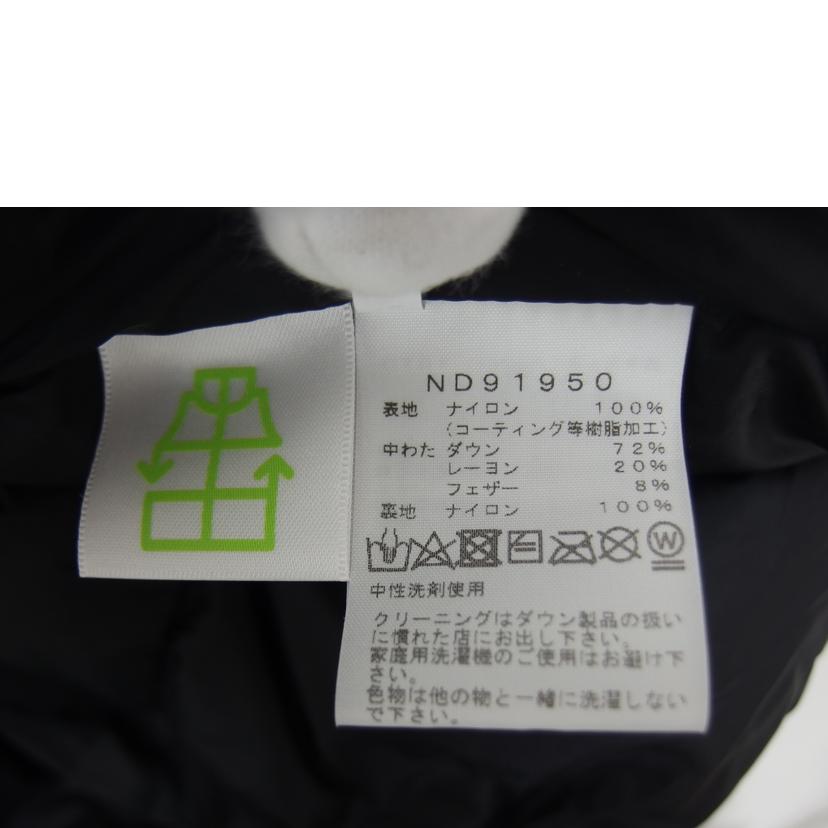 ND91950
表地 ナイロン 100%
(コーティング等樹脂加工)
中わた ダウン 72%
レーヨン 20%
フェザー 8%
裏地 ナイロン 100%
W
中性洗剤使用
クリーニングはダウン製品の扱い
に慣れた店にお出し下さい。
家庭用洗濯機のご使用はお避け下
さい。
色物は他の物と一緒に洗濯しない
で下さい。